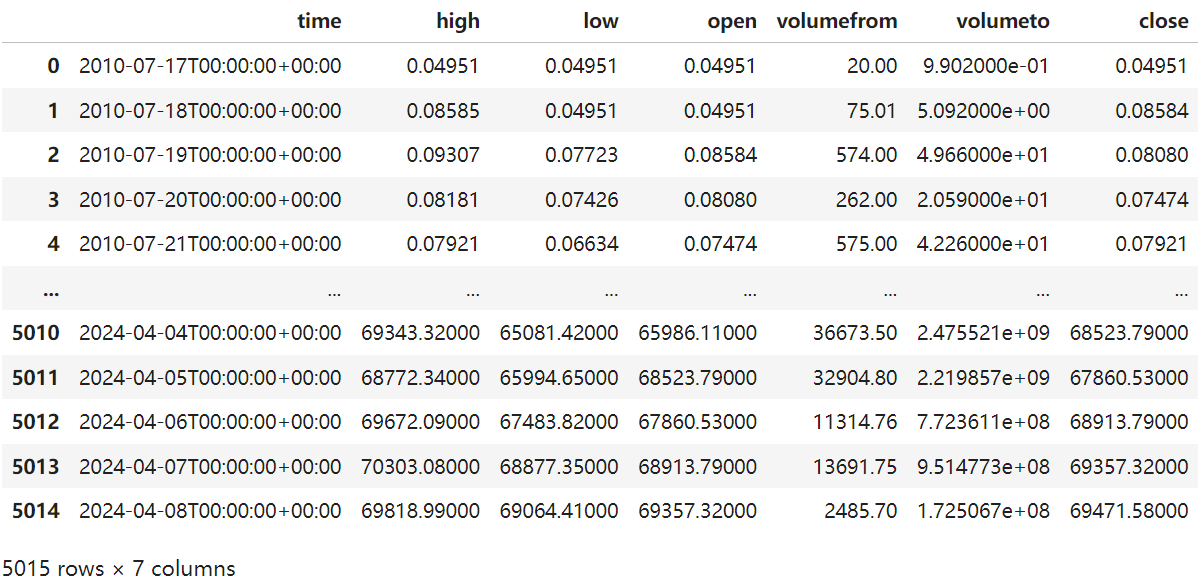 time high low open volumefrom volumeto close
0 2010-07-17T00:00:00+00:00 0.04951 0.04951 0.04951 20.00 9.902000e-01 0.04951
1 2010-07-18T00:00:00+00:00 0.08585 0.04951 0.04951 75.01 5.092000e+00 0.08584
2 2010-07-19T00:00:00+00:00 0.09307 0.07723 0.08584 574.00 4.966000e+01 0.08080
3 2010-07-20T00:00:00+00:00 0.08181 0.07426 0.08080 262.00 2.059000e+01 0.07474
4 2010-07-21T00:00:00+00:00 0.07921 0.06634 0.07474 575.00 4.226000e+01 0.07921
... ... ... ... ... ... ... ...
5010 2024-04-04T00:00:00+00:00 69343.32000 65081.42000 65986.11000 36673.50 2.475521e+09 68523.79000
5011 2024-04-05T00:00:00+00:00 68772.34000 65994.65000 68523.79000 32904.80 2.219857e+09 67860.53000
5012 2024-04-06T00:00:00+00:00 69672.09000 67483.82000 67860.53000 11314.76 7.723611e+08 68913.79000
5013 2024-04-07T00:00:00+00:00 70303.08000 68877.35000 68913.79000 13691.75 9.514773e+08 69357.32000
5014 2024-04-08T00:00:00+00:00 69818.99000 69064.41000 69357.32000 2485.70 1.725067e+08 69471.58000
5015 rows × 7 columns